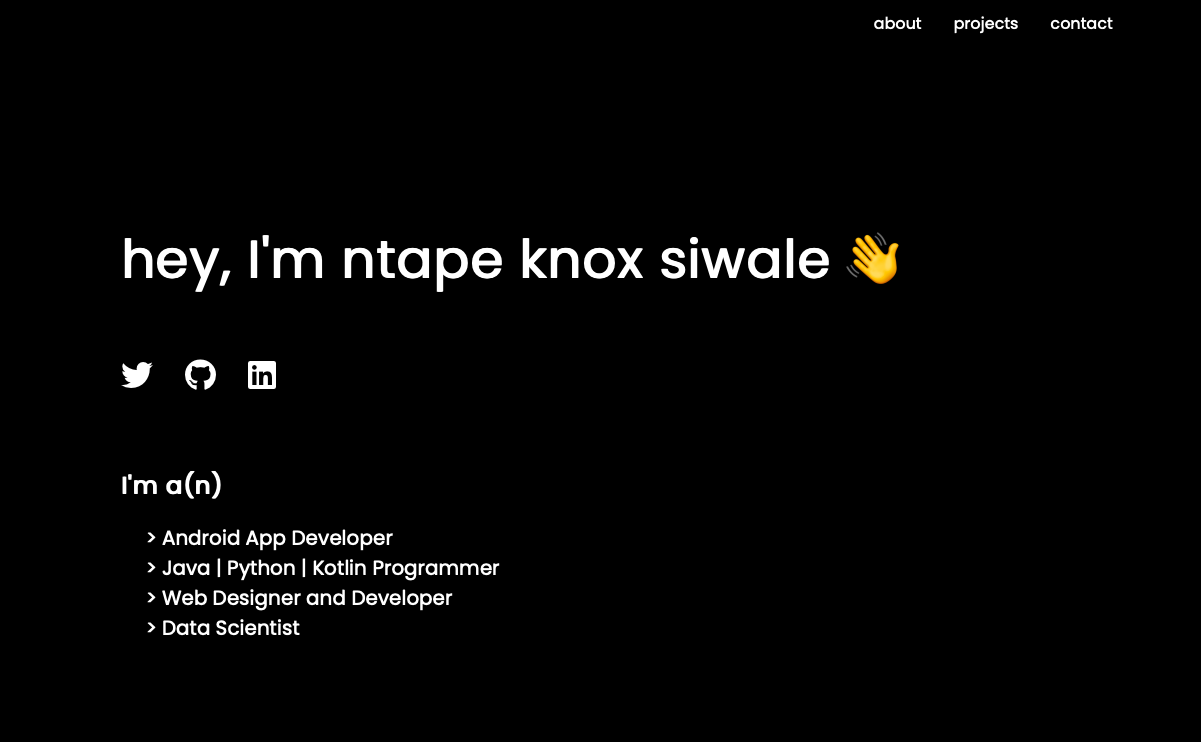 about projects contact
hey, I'm ntape knox siwale 👋
I'm a(n)
> Android App Developer
> Java | Python | Kotlin Programmer
> Web Designer and Developer
> Data Scientist